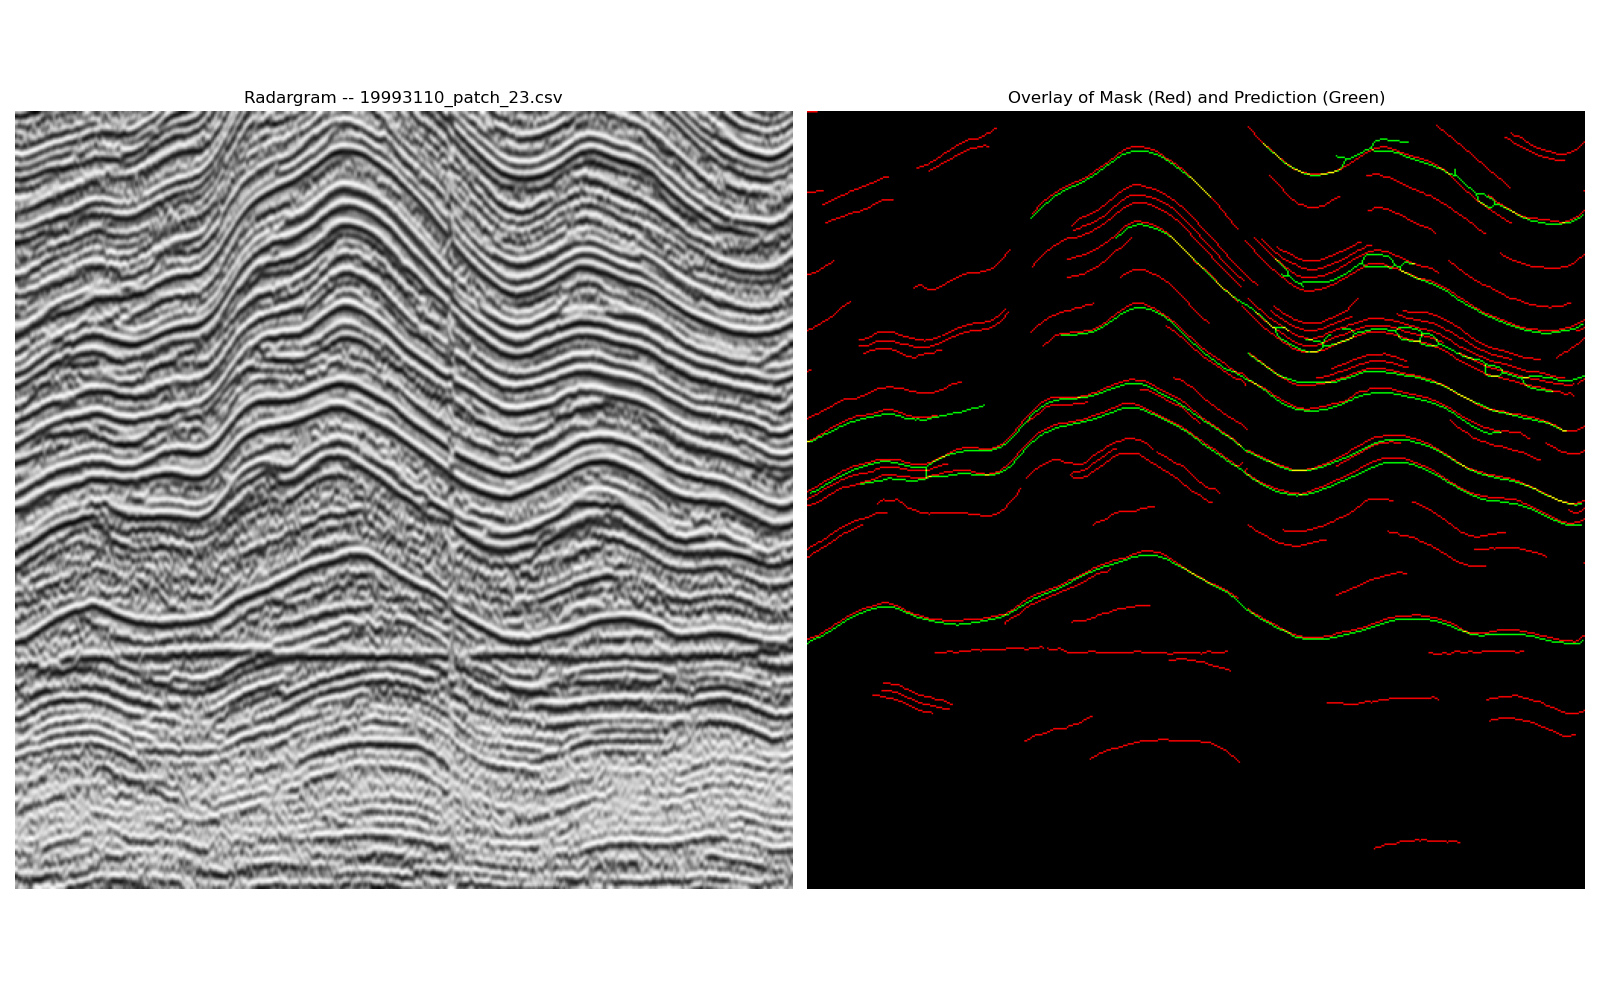 Radargram -- 19993110_patch_23.csv
Overlay of Mask (Red) and Prediction (Green)